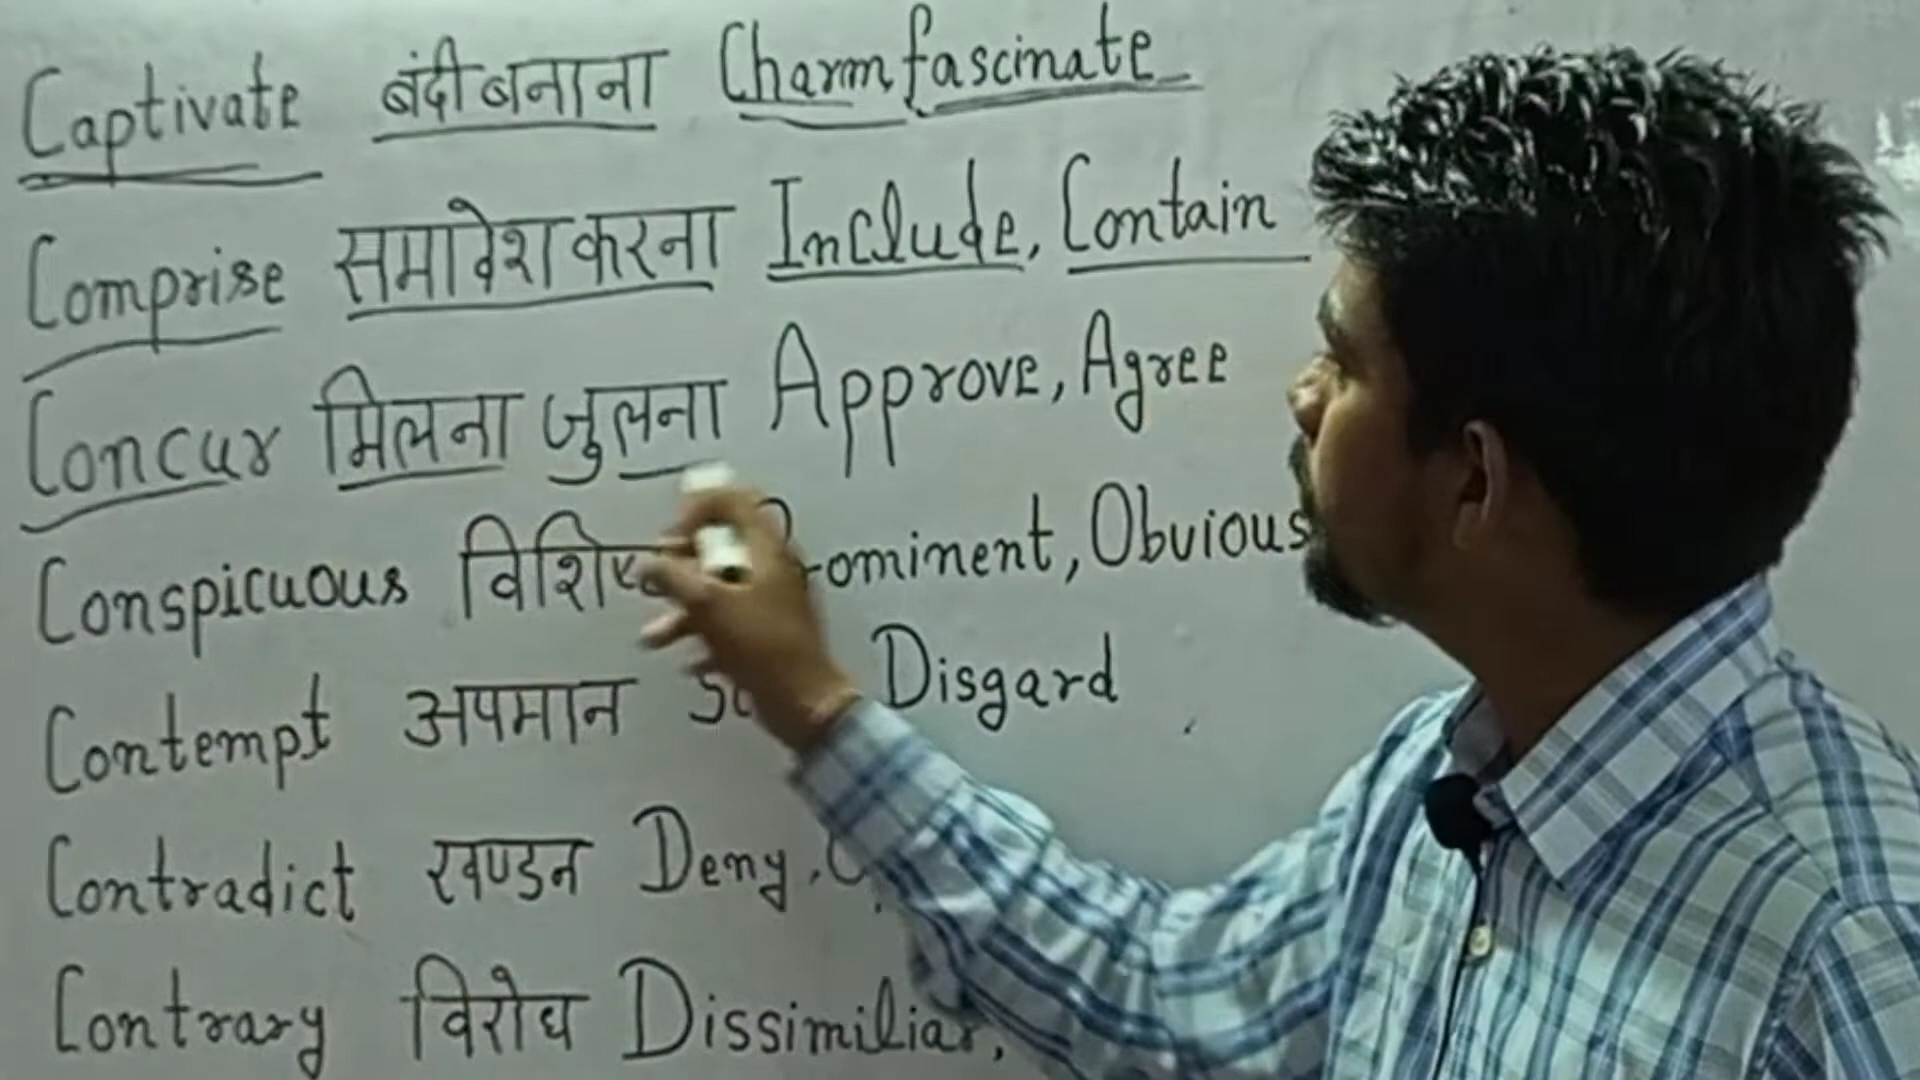 Captivate बंदी बनाना Charm fascinate
Comprise समावेश करना Include, Contain
Concur मिलना जुलना Approve, Agree
Conspicuous Obvious
Contempt अपमान Disgard
Contradict खण्डन Deny,
Contrary विरोध Dissimiliar,